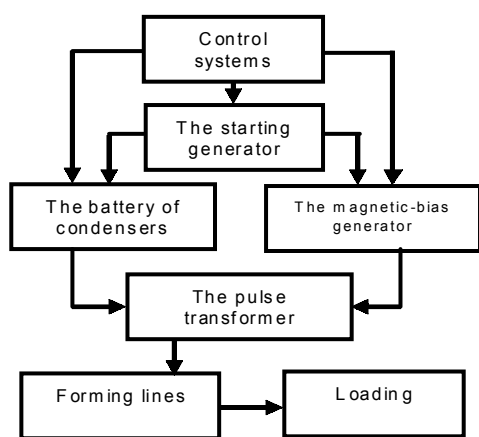 Control
systems
The starting
generator
The battery of
condensers
The magnetic-bias
generator
The pulse
transformer
Forming lines
Loading